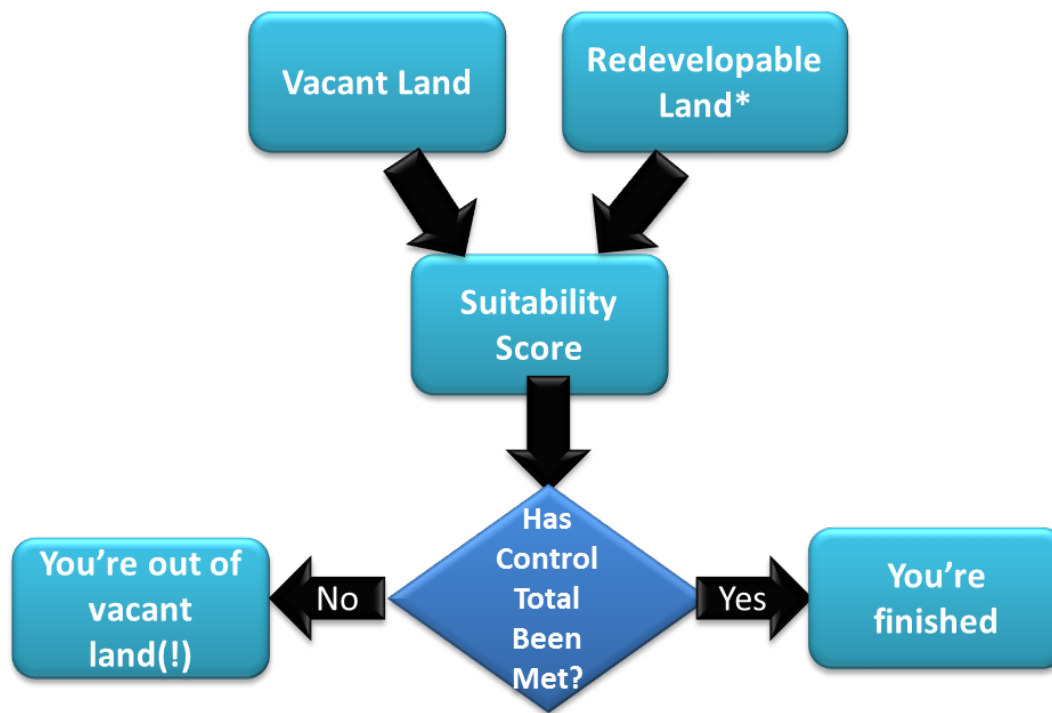 Vacant Land
Redevelopable
Land*
Suitability
Score
Has
Control
Total
Been
Met?
No
Yes
You’re out of
vacant
land(!)
You’re
finished